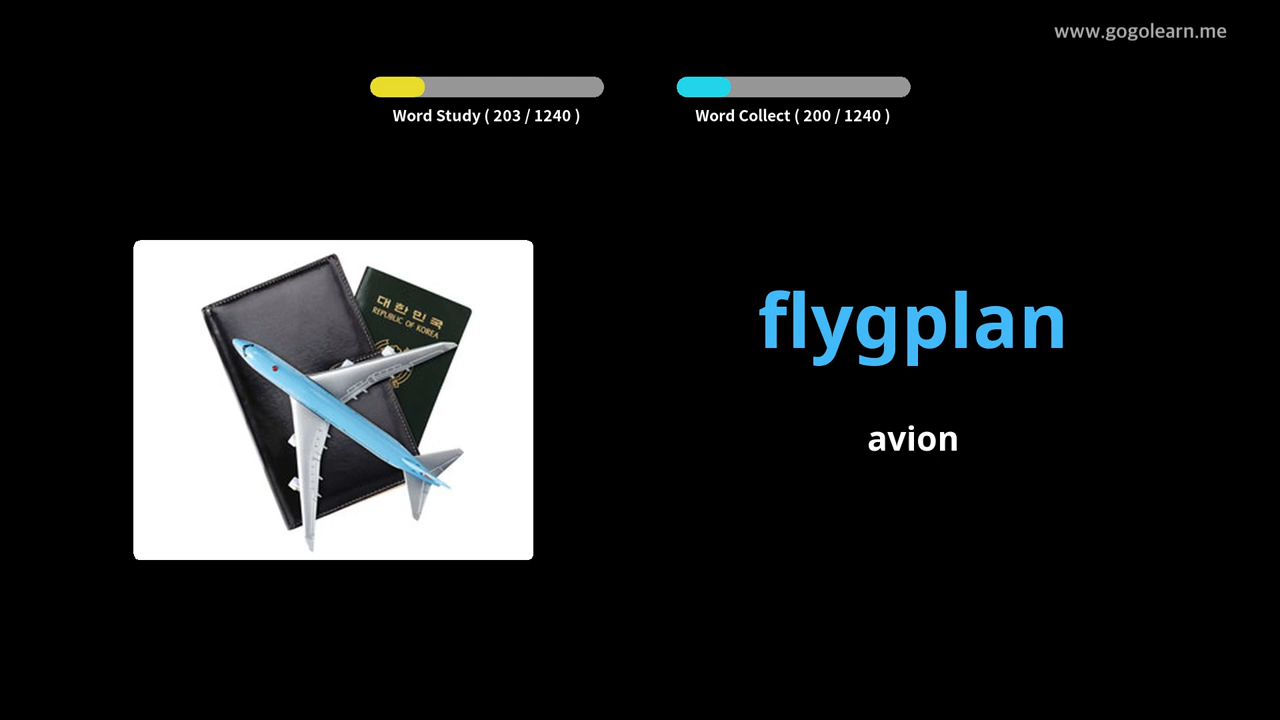 www.gogolearn.me
Word Study ( 203 / 1240 )
Word Collect ( 200 / 1240 )
대한민국
REPUBLIC OF KOREA
flygplan
avion